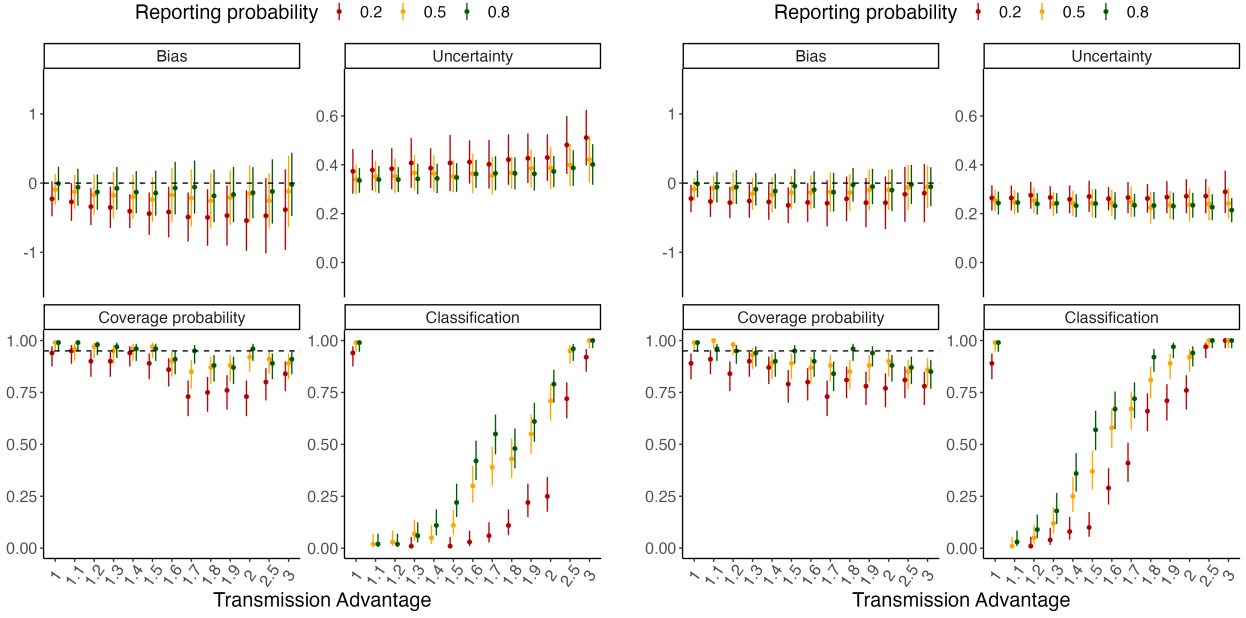 Reporting probability 0.2 0.5 0.8
Bias Uncertainty
1
0
-1
0.6
0.4
0.2
0.0
Coverage probability Classification
1.00
0.75
0.50
0.25
0.00
1.00
0.75
0.50
0.25
0.00
1 1.1 1.2 1.3 1.4 1.5 1.6 1.7 1.8 1.9 2 2.5 3
1 1.1 1.2 1.3 1.4 1.5 1.6 1.7 1.8 1.9 2 2.5 3
Transmission Advantage
Reporting probability 0.2 0.5 0.8
Bias Uncertainty
1
0
-1
0.6
0.4
0.2
0.0
Coverage probability Classification
1.00
0.75
0.50
0.25
0.00
1.00
0.75
0.50
0.25
0.00
1 1.1 1.2 1.3 1.4 1.5 1.6 1.7 1.8 1.9 2 2.5 3
1 1.1 1.2 1.3 1.4 1.5 1.6 1.7 1.8 1.9 2 2.5 3
Transmission Advantage